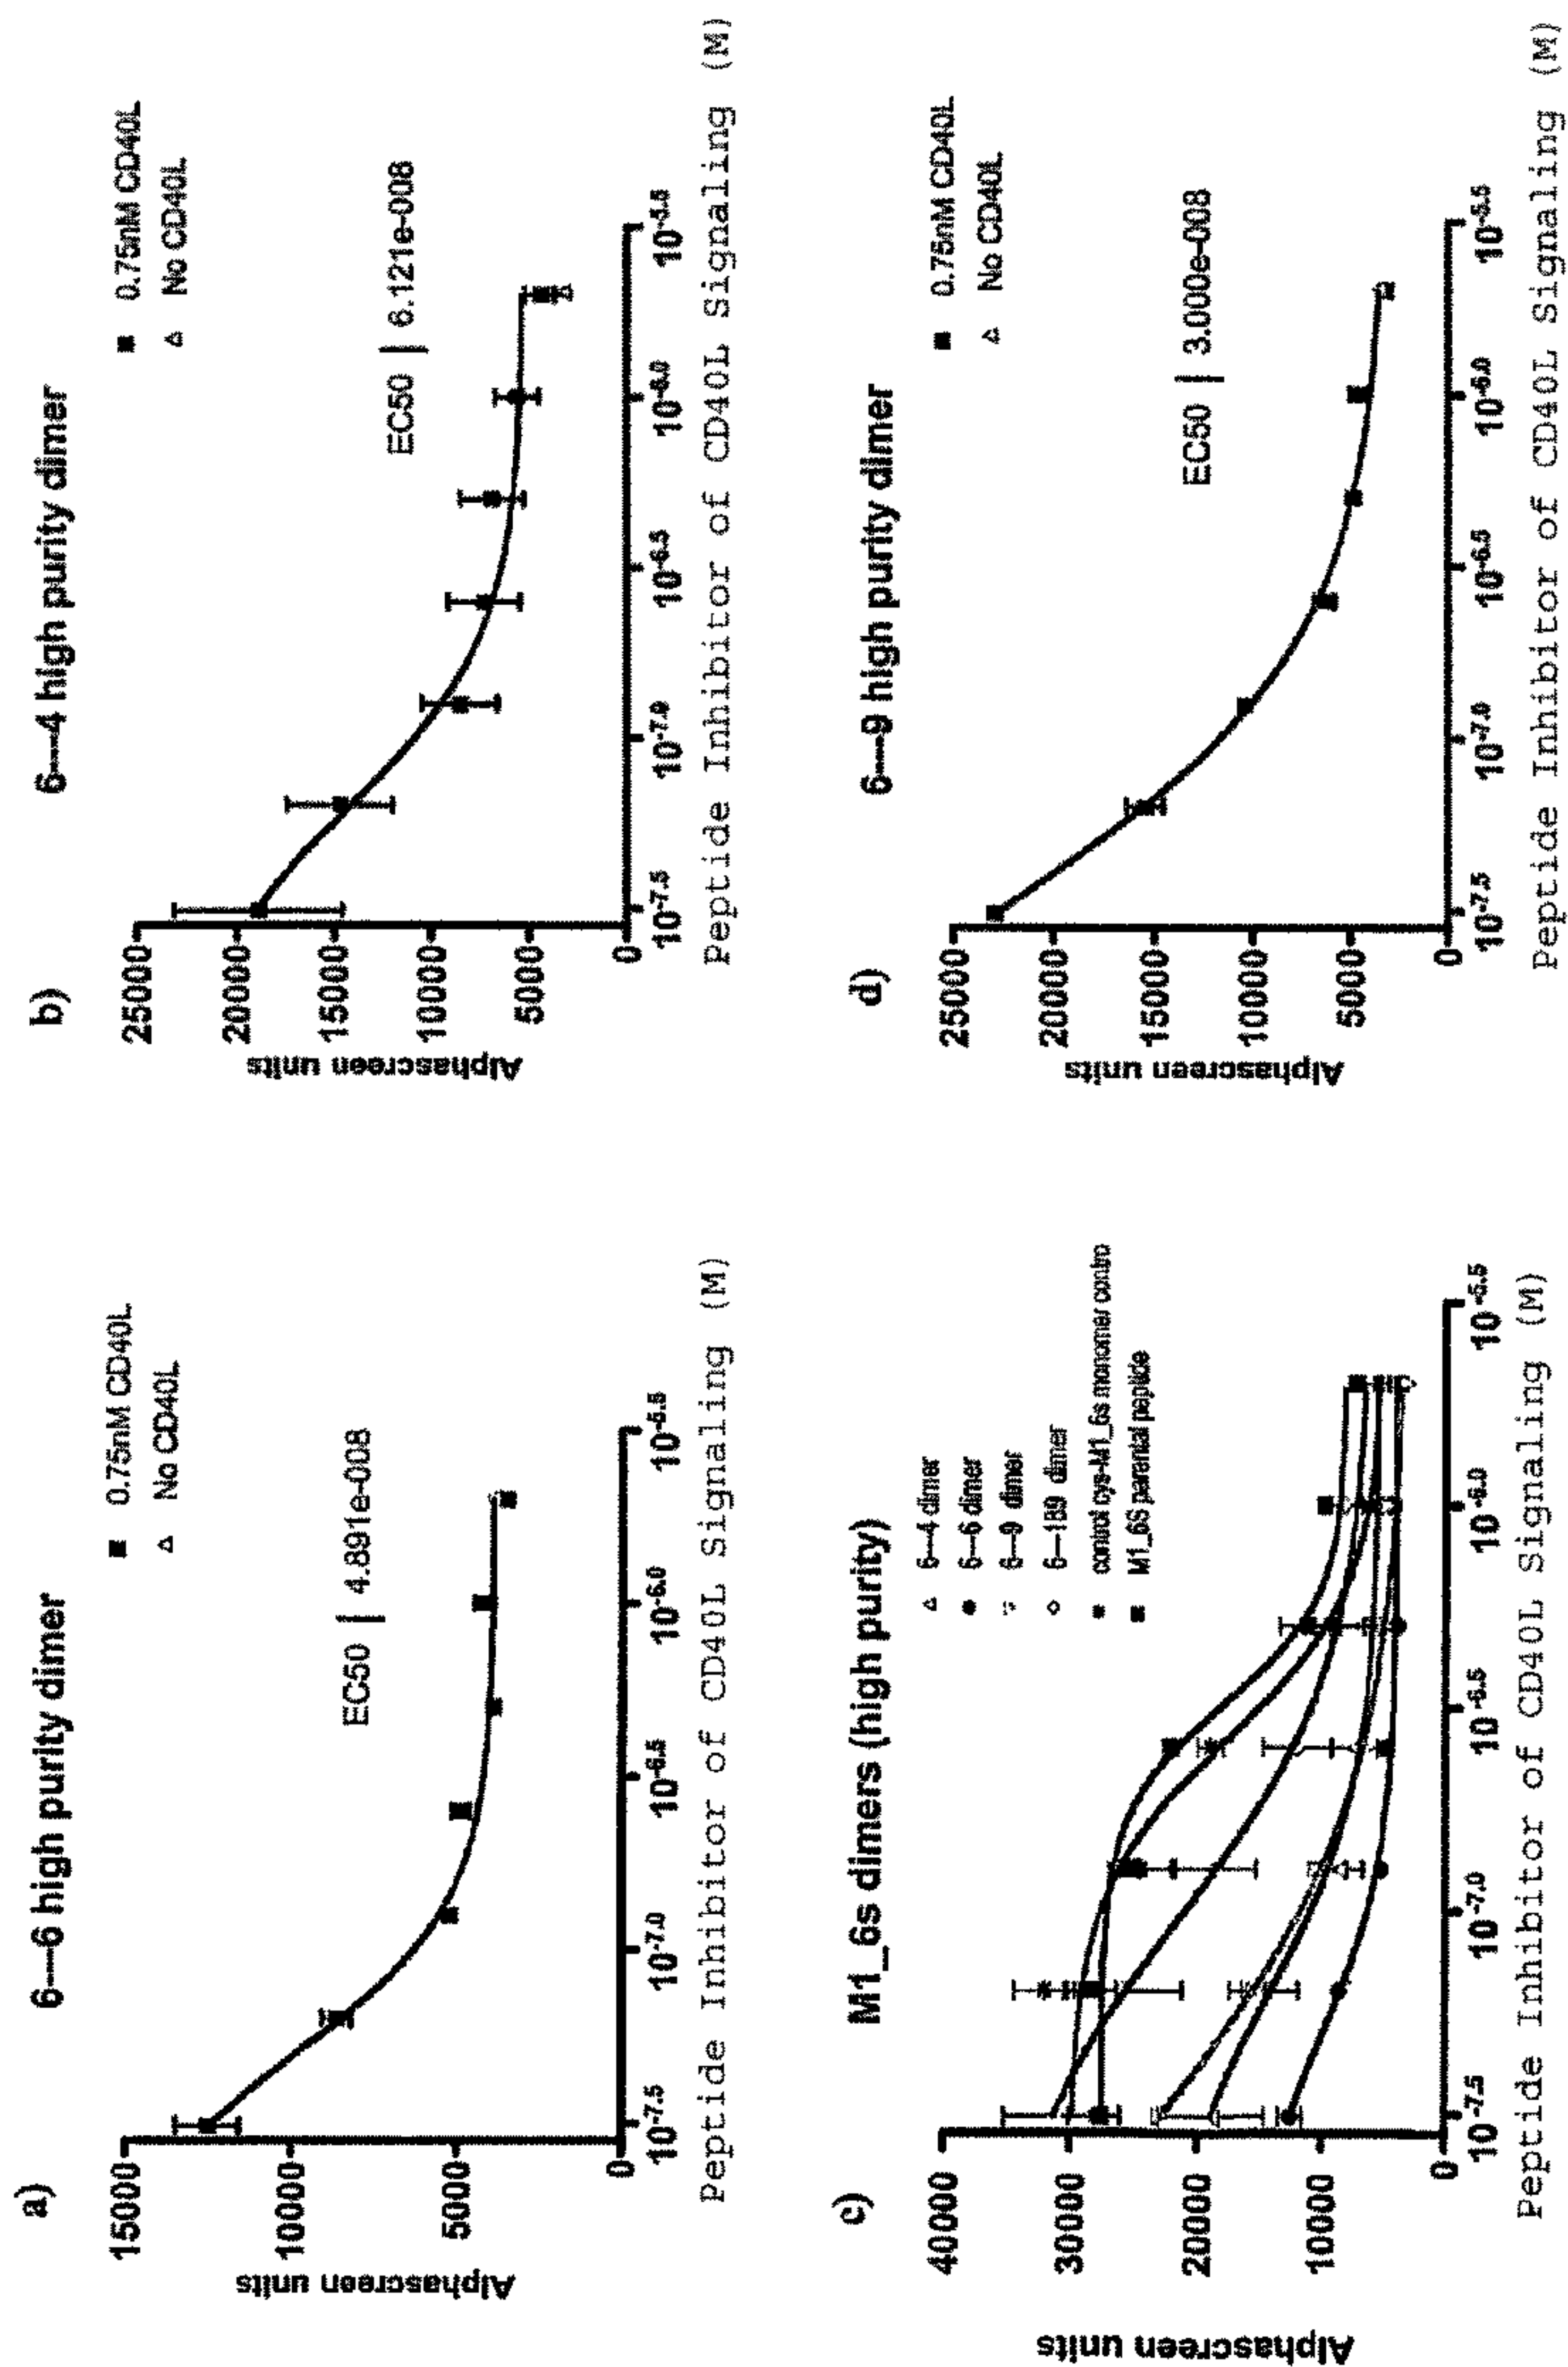 a)
6---6 high purity dimer
■ 0.75nM CD40L
△ No CD40L
EC50 | 4.891e-008
Alphascreen units
15000
10000
5000
0
10-7.5
10-7.0
10-6.5
10-6.0
10-5.5
Peptide Inhibitor of CD40L Signaling (M)
b)
6---4 high purity dimer
■ 0.75nM CD40L
△ No CD40L
EC50 | 6.121e-008
Alphascreen units
25000
20000
15000
10000
5000
0
10-7.5
10-7.0
10-6.5
10-6.0
10-5.5
Peptide Inhibitor of CD40L Signaling (M)
c)
M1_6s dimers (high purity)
6---4 dimer
6---6 dimer
6---9 dimer
6---189 dimer
control cys-M1_6s monomer contro
M1_6S parental peptide
Alphascreen units
40000
30000
20000
10000
0
10-7.5
10-7.0
10-6.5
10-6.0
10-5.5
Peptide Inhibitor of CD40L Signaling (M)
d)
6---9 high purity dimer
■ 0.75nM CD40L
△ No CD40L
EC50 | 3.000e-008
Alphascreen units
25000
20000
15000
10000
5000
0
10-7.5
10-7.0
10-6.5
10-6.0
10-5.5
Peptide Inhibitor of CD40L Signaling (M)